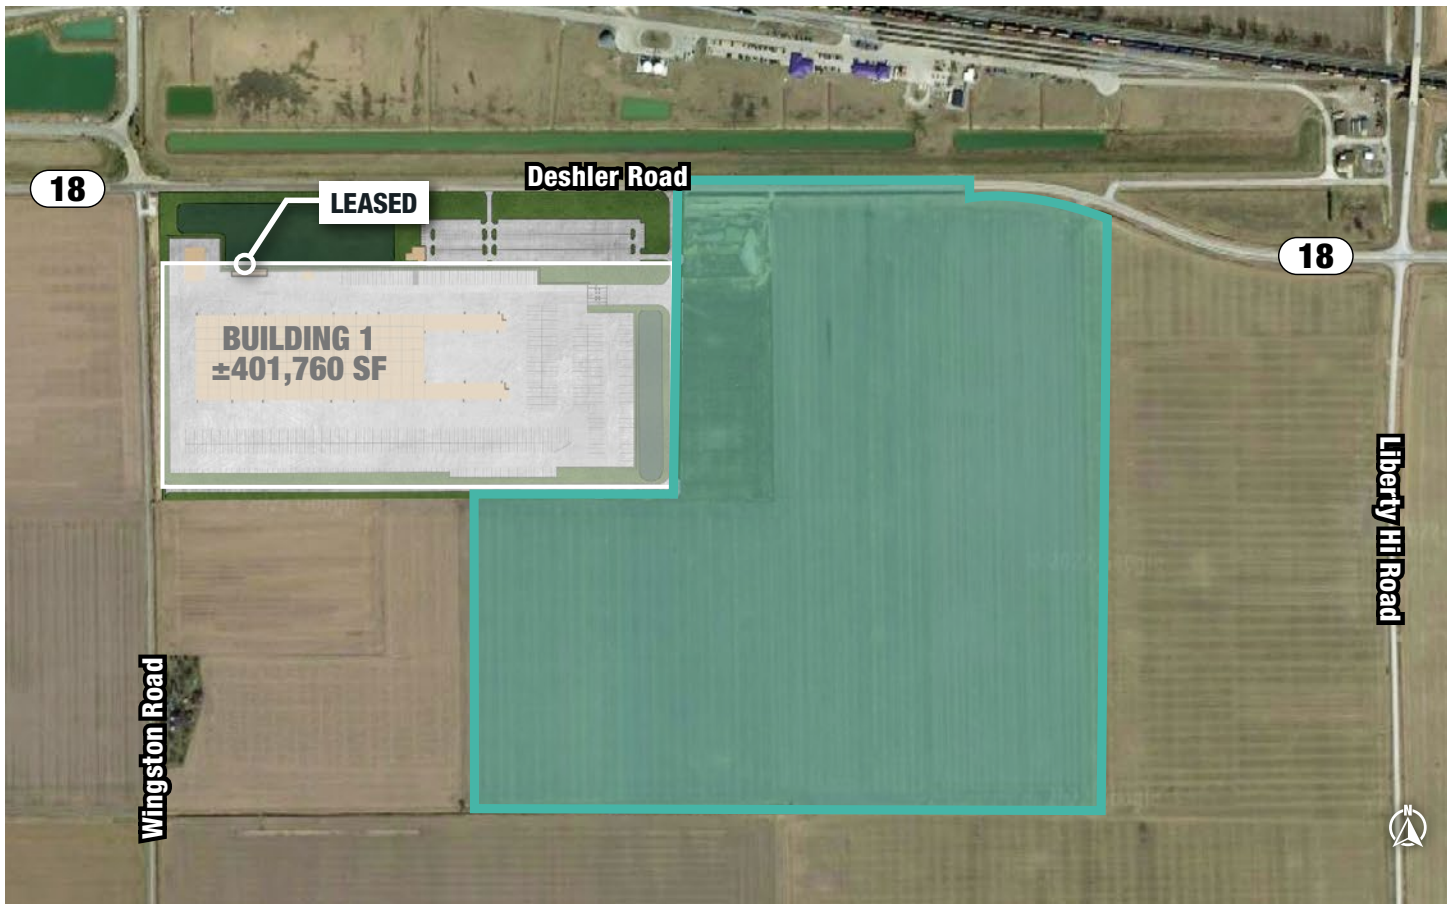 Deshler Road
18
LEASED
18
BUILDING 1
±401,760 SF
Liberty Hi Road
Wingston Road
N